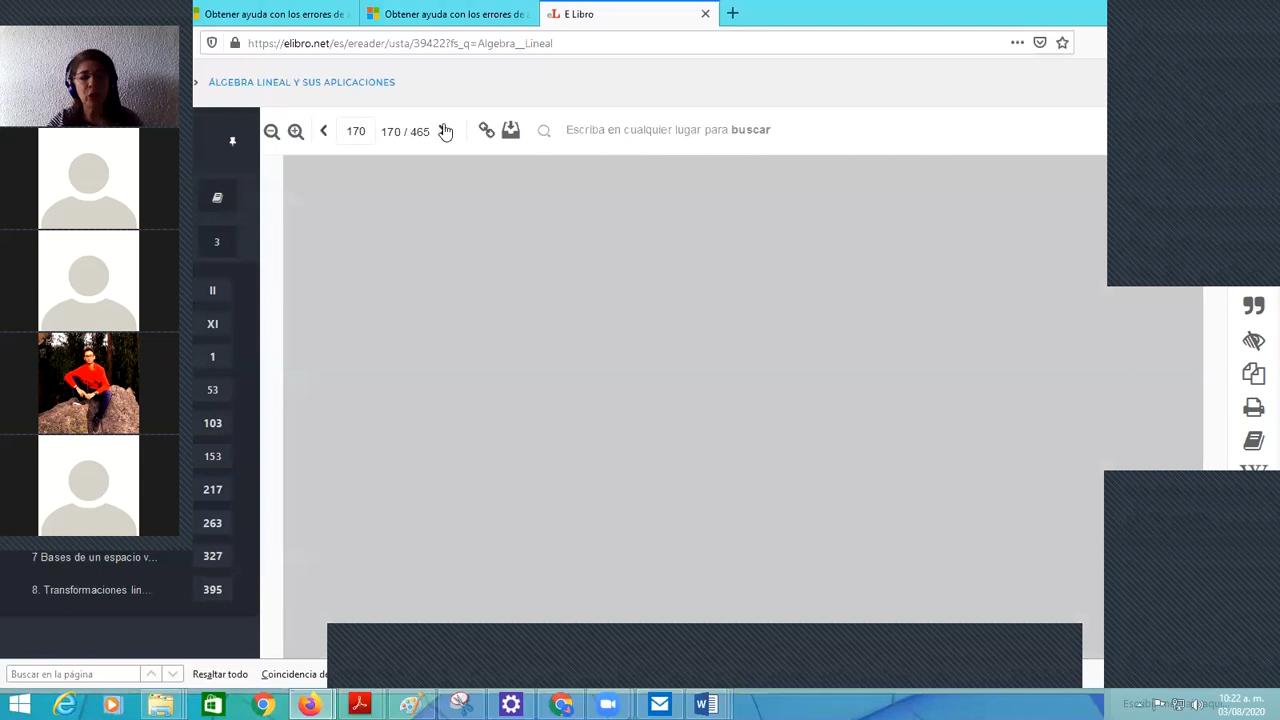 Obtener ayuda con los errores de
Obtener ayuda con los errores de
E Libro
https://elibro.net/es/ereader/usta/39422?fs_q=Algebra__Lineal
ÁLGEBRA LINEAL Y SUS APLICACIONES
170
170 / 465
Escriba en cualquier lugar para buscar
3
II
XI
1
53
103
153
217
263
327
395
7 Bases de un espacio v...
8. Transformaciones lin...
Buscar en la página
Resaltar todo
Coincidencia de
10:22 a. m.
03/08/2020